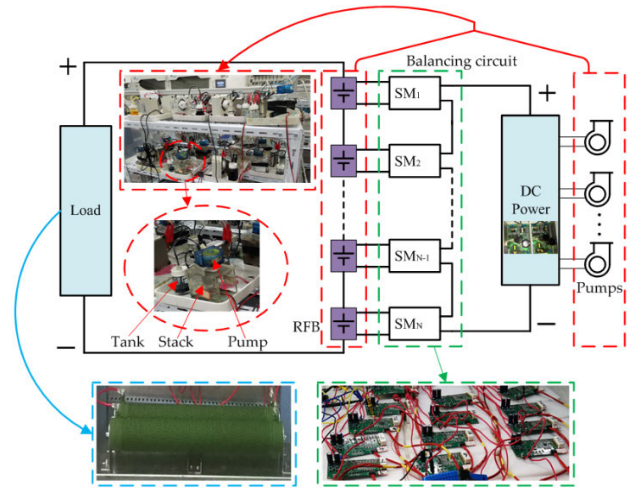 Balancing circuit
+
+
SM1
SM2
Load
DC
Power
SMN-1
Pumps
RFB
SMN
Tank
Stack
Pump
−
−